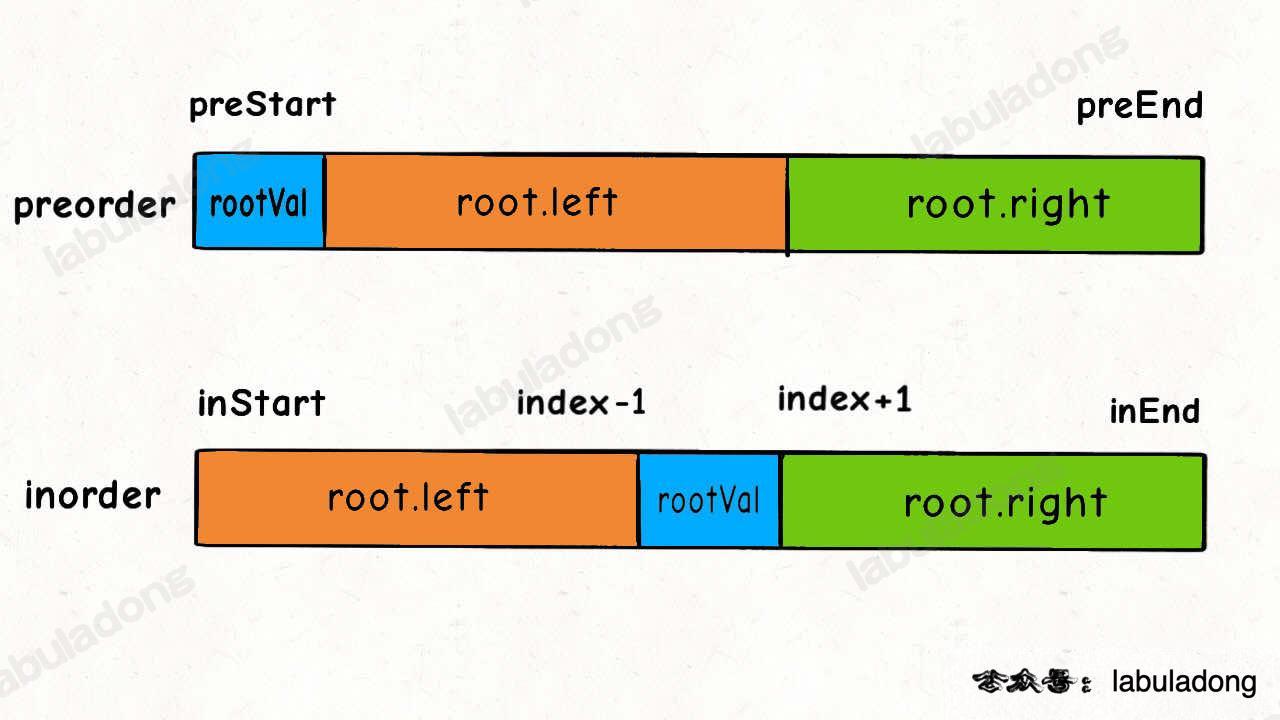 preStart preEnd
preorder rootVal root.left root.right
inStart index-1 index+1 inEnd
inorder root.left rootVal root.right
公众号: labuladong
labuladong
labuladong
labuladong
labuladong
labuladong